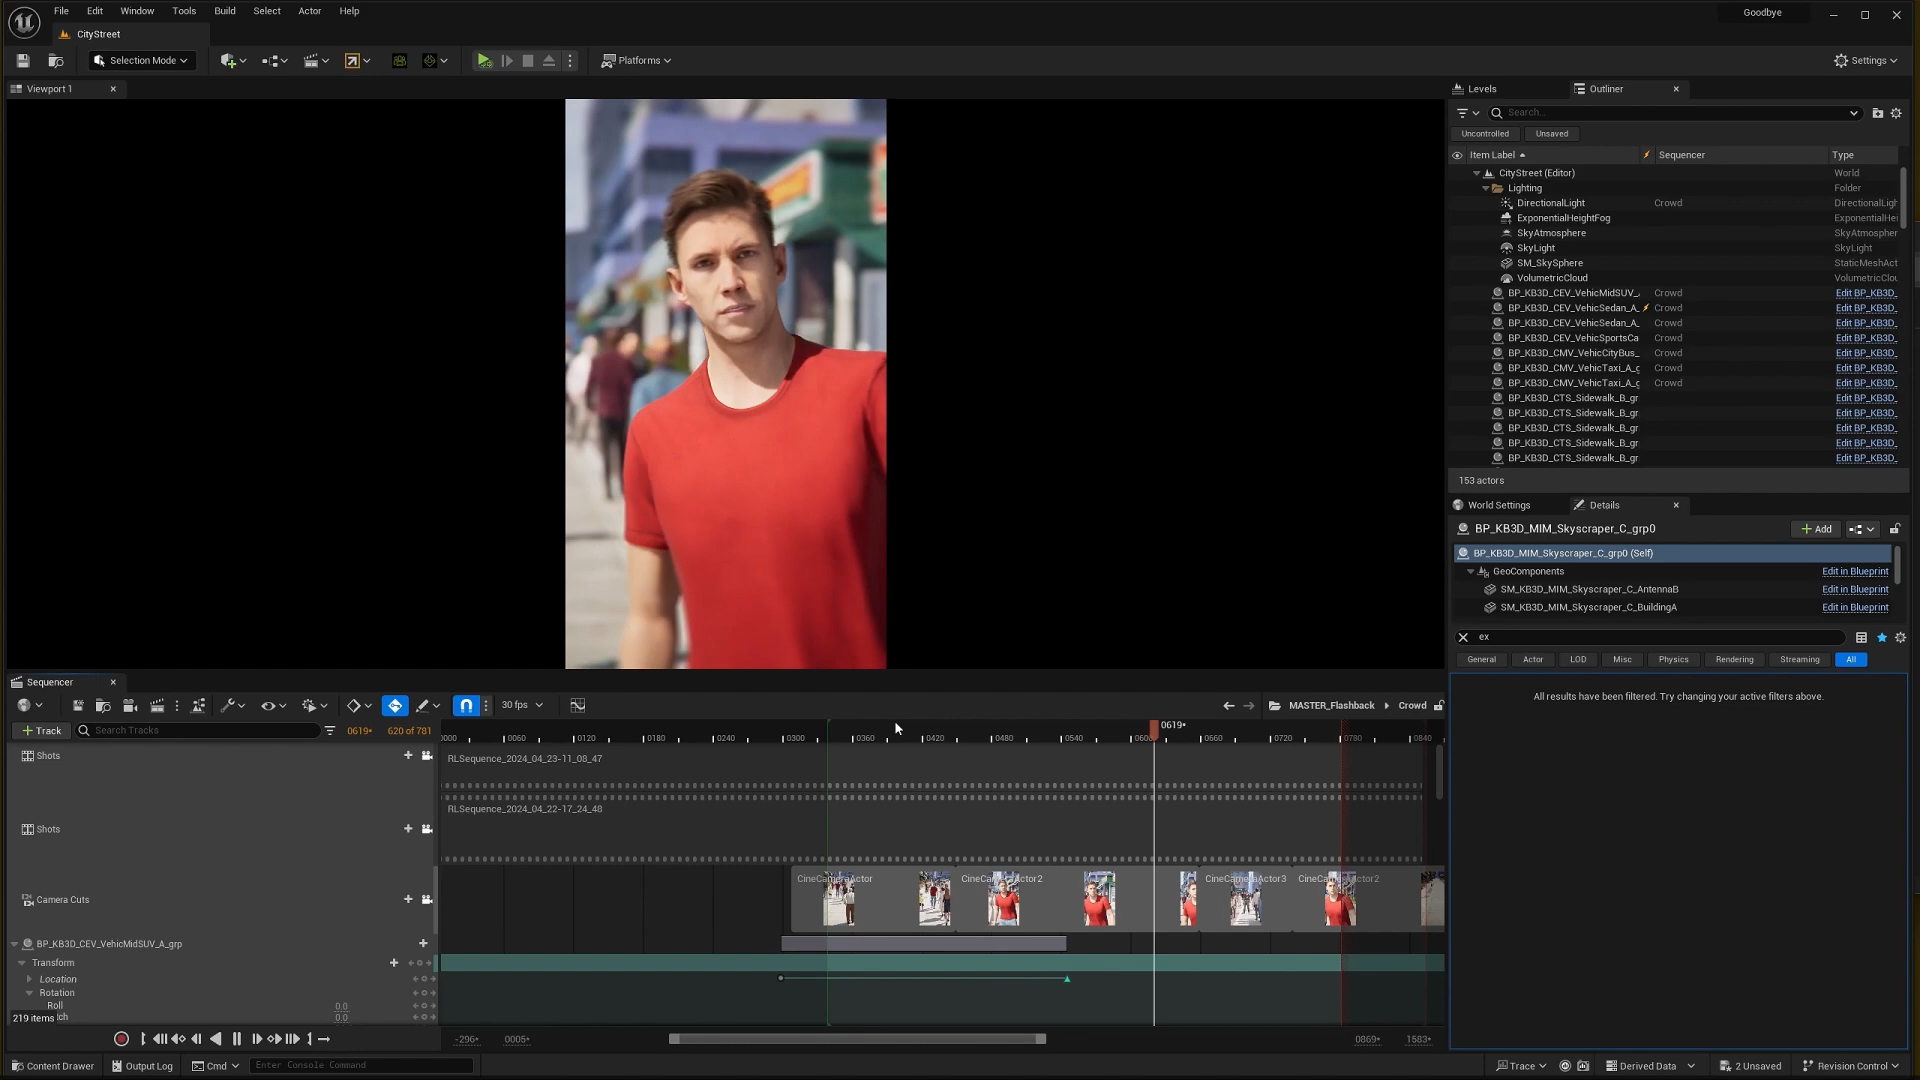 File Edit Window Tools Build Select Actor Help
Goodbye
CityStreet
Selection Mode
Platforms
Settings
Viewport 1
Levels
Outliner
Search...
Uncontrolled
Unsaved
Item Label Sequencer Type
CityStreet (Editor) World
Lighting Folder
DirectionalLight Crowd DirectionalLigh
ExponentialHeightFog ExponentialHei
SkyAtmosphere SkyAtmospher
SkyLight SkyLight
SM_SkySphere StaticMeshAct
VolumetricCloud VolumetricClou
BP_KB3D_CEV_VehicMidSUV_ Crowd Edit BP_KB3D_
BP_KB3D_CEV_VehicSedan_A_ Crowd Edit BP_KB3D_
BP_KB3D_CEV_VehicSedan_A_ Crowd Edit BP_KB3D_
BP_KB3D_CEV_VehicSportsCa Crowd Edit BP_KB3D_
BP_KB3D_CMV_VehicCityBus_ Crowd Edit BP_KB3D_
BP_KB3D_CMV_VehicTaxi_A_g Crowd Edit BP_KB3D_
BP_KB3D_CMV_VehicTaxi_A_g Crowd Edit BP_KB3D_
BP_KB3D_CTS_Sidewalk_B_gr Edit BP_KB3D_
BP_KB3D_CTS_Sidewalk_B_gr Edit BP_KB3D_
BP_KB3D_CTS_Sidewalk_B_gr Edit BP_KB3D_
BP_KB3D_CTS_Sidewalk_B_gr Edit BP_KB3D_
BP_KB3D_CTS_Sidewalk_B_gr Edit BP_KB3D_
153 actors
World Settings
Details
BP_KB3D_MIM_Skyscraper_C_grp0
Add
BP_KB3D_MIM_Skyscraper_C_grp0 (Self)
GeoComponents Edit in Blueprint
SM_KB3D_MIM_Skyscraper_C_AntennaB Edit in Blueprint
SM_KB3D_MIM_Skyscraper_C_BuildingA Edit in Blueprint
ex
General Actor LOD Misc Physics Rendering Streaming All
All results have been filtered. Try changing your active filters above.
Sequencer
30 fps
MASTER_Flashback Crowd
+ Track
Search Tracks
0619*
620 of 781
0619*
0000 0060 0120 0180 0240 0300 0360 0420 0480 0540 0600 0660 0720 0780 0840
Shots
RLSequence_2024_04_23-11_08_47
RLSequence_2024_04_22-17_24_48
Shots
Camera Cuts
CineCameraActor
CineCameraActor2
CineCameraActor3
CineCameraActor2
BP_KB3D_CEV_VehicMidSUV_A_grp
Transform
Location
Rotation
Roll 0.0
219 items
tch 0.0
-296* 0005* 0869* 1583*
Content Drawer
Output Log
Cmd
Enter Console Command
Trace
Derived Data
2 Unsaved
Revision Control